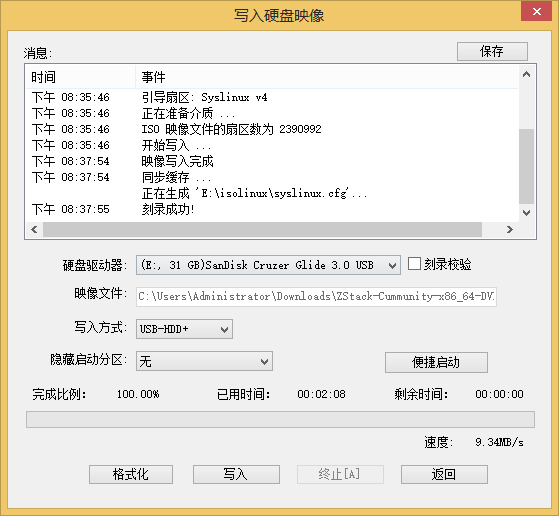 写入硬盘映像
消息:
保存
时间 事件
下午 08:35:46 引导扇区: Syslinux v4
下午 08:35:46 正在准备介质 ...
下午 08:35:46 ISO 映像文件的扇区数为 2390992
下午 08:35:46 开始写入 ...
下午 08:37:54 映像写入完成
下午 08:37:54 同步缓存 ...
正在生成 'E:\isolinux\syslinux.cfg'...
下午 08:37:55 刻录成功!
硬盘驱动器: (E:, 31 GB)SanDisk Cruzer Glide 3.0 USB 刻录校验
映像文件: C:\Users\Administrator\Downloads\ZStack-Cummunity-x86_64-DV
写入方式: USB-HDD+
隐藏启动分区: 无 便捷启动
完成比例: 100.00% 已用时间: 00:02:08 剩余时间: 00:00:00
速度: 9.34MB/s
格式化 写入 终止[A] 返回